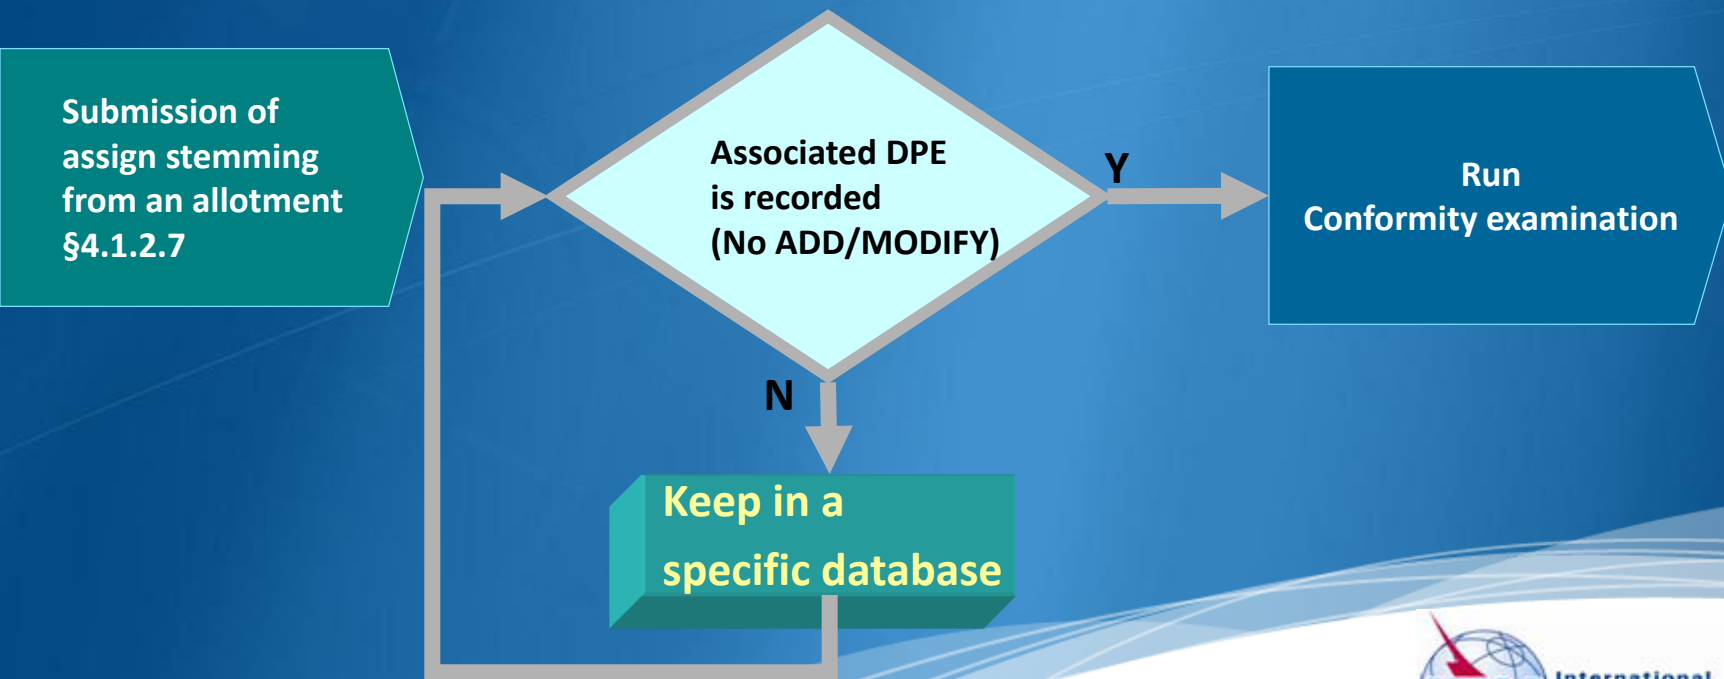 Submission of
assign stemming
from an allotment
§4.1.2.7
Associated DPE
is recorded
(No ADD/MODIFY)
Y
Run
Conformity examination
N
Keep in a
specific database
International